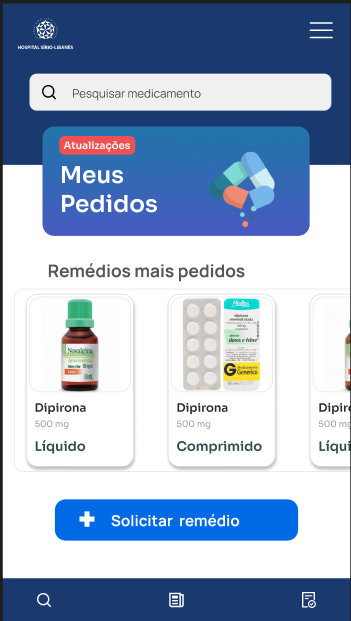 HOSPITAL SÍRIO-LIBANÊS
Pesquisar medicamento
Atualizações
Meus
Pedidos
Remédios mais pedidos
Novalgina
dipirona
dores e febre
G
Medicamento
Genérico
Dipirona
500 mg
Líquido
Dipirona
500 mg
Comprimido
Dipir
500 mg
Líqui
Solicitar remédio